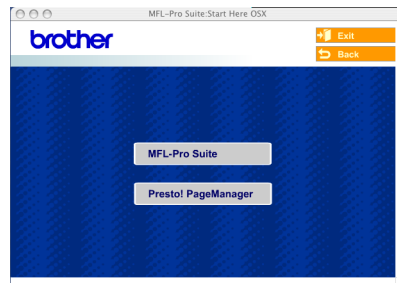 MFL-Pro Suite:Start Here OSX
brother
Exit
Back
MFL-Pro Suite
Presto! PageManager